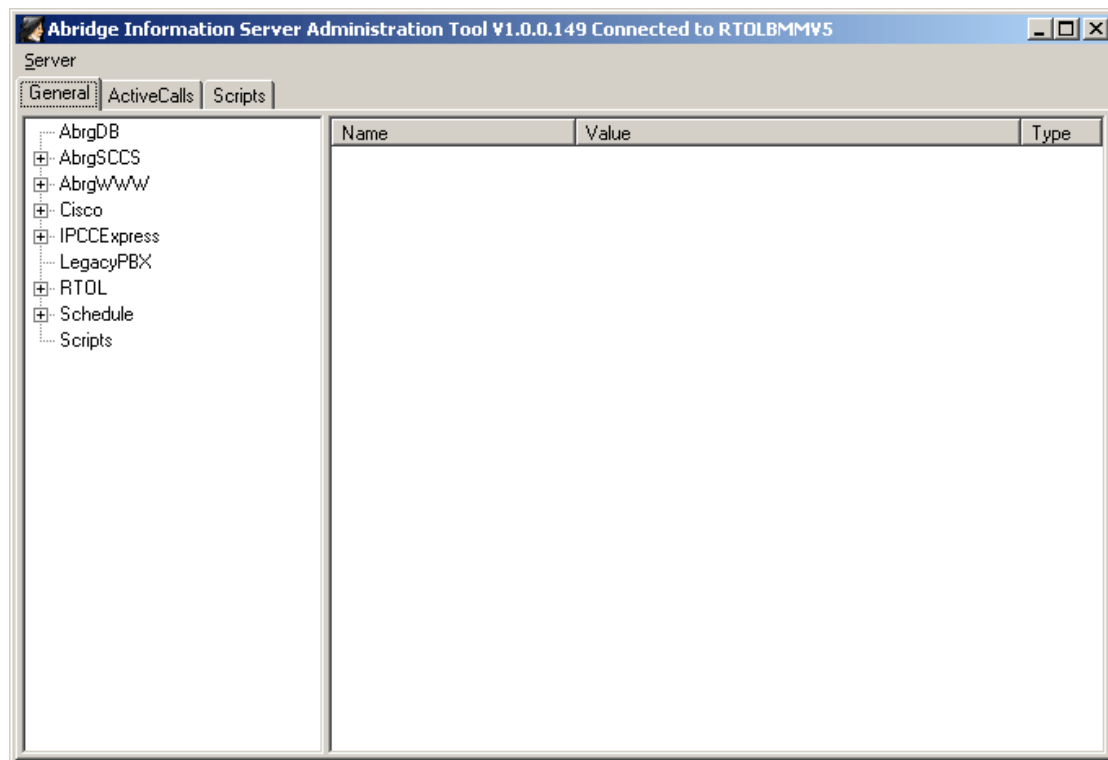 Abridge Information Server Administration Tool V1.0.0.149 Connected to RTOLBMMV5
Server
General ActiveCalls Scripts
Name Value Type
AbrgDB
AbrgSCCS
AbrgWWW
Cisco
IPCCExpress
LegacyPBX
RTOL
Schedule
Scripts